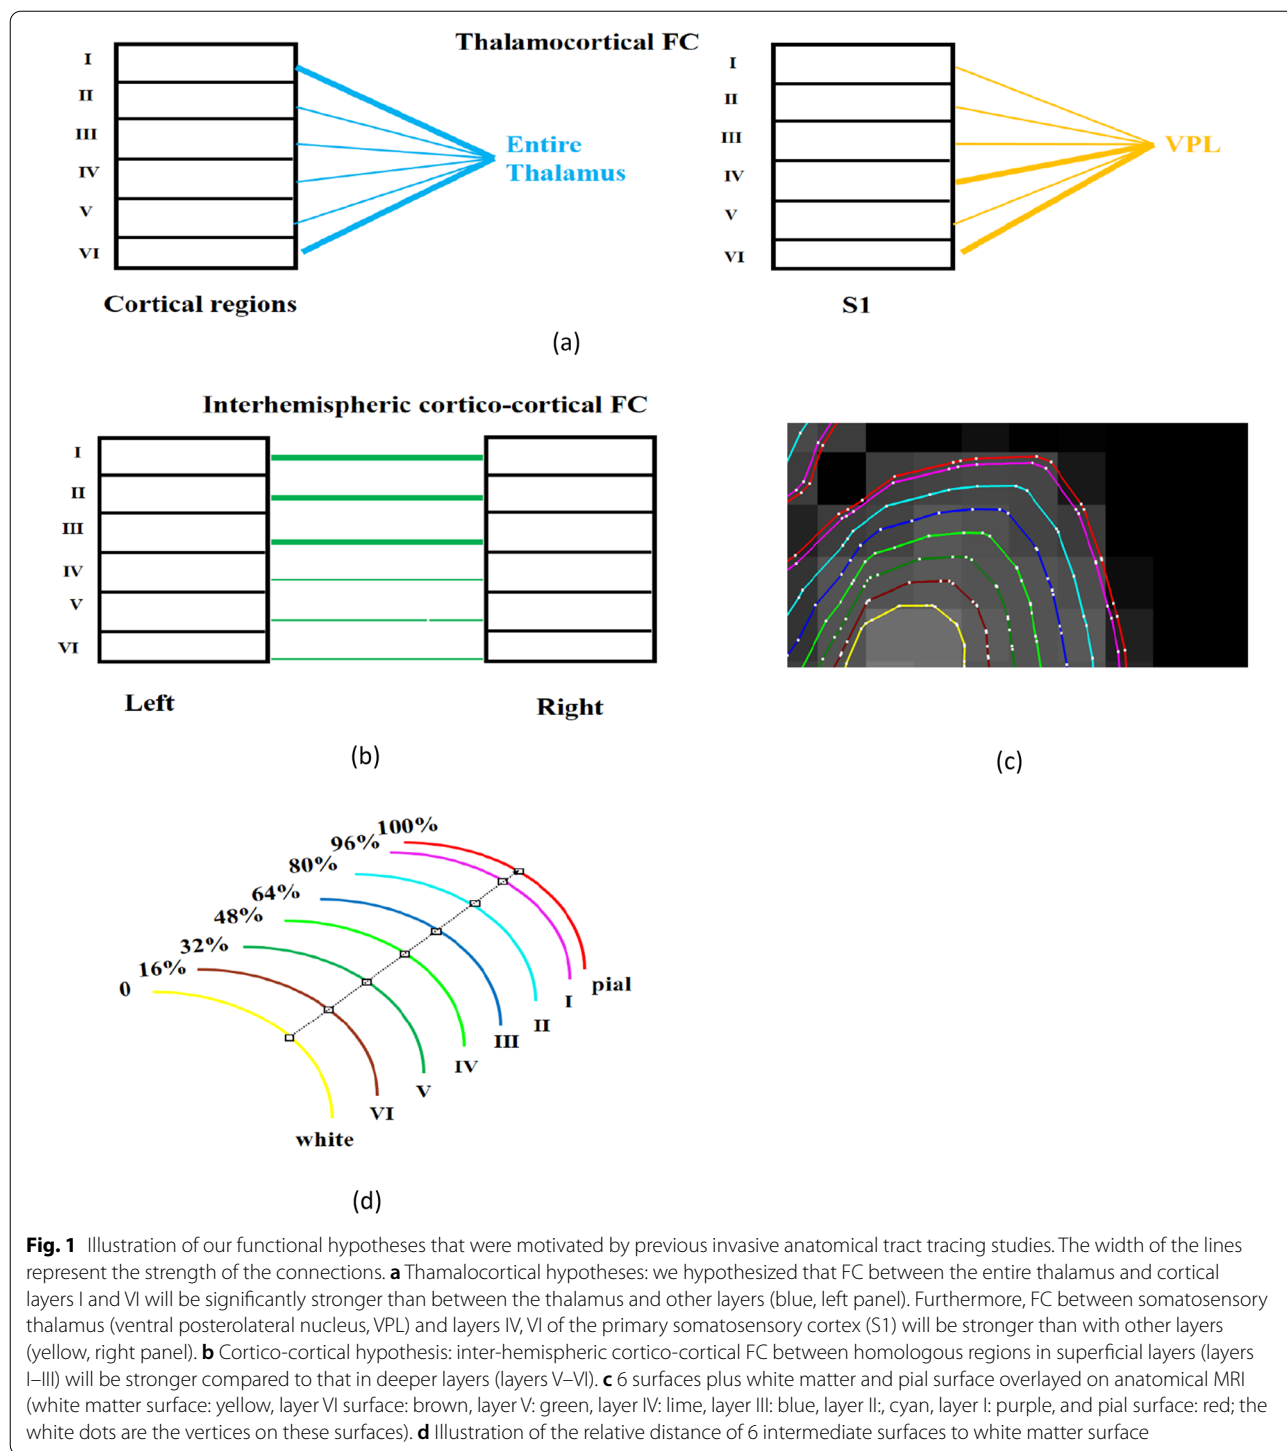 Thalamocortical FC
I
II
III
IV
V
VI
Entire
Thalamus
Cortical regions
I
II
III
IV
V
VI
VPL
S1
(a)
Interhemispheric cortico-cortical FC
I
II
III
IV
V
VI
Left
Right
(b)
(c)
100%
96%
80%
64%
48%
32%
16%
0
pial
I
II
III
IV
V
VI
white
(d)
Fig. 1 Illustration of our functional hypotheses that were motivated by previous invasive anatomical tract tracing studies. The width of the lines
represent the strength of the connections. a Thamalocortical hypotheses: we hypothesized that FC between the entire thalamus and cortical
layers I and VI will be significantly stronger than between the thalamus and other layers (blue, left panel). Furthermore, FC between somatosensory
thalamus (ventral posterolateral nucleus, VPL) and layers IV, VI of the primary somatosensory cortex (S1) will be stronger than with other layers
(yellow, right panel). b Cortico-cortical hypothesis: inter-hemispheric cortico-cortical FC between homologous regions in superficial layers (layers
I–III) will be stronger compared to that in deeper layers (layers V–VI). c 6 surfaces plus white matter and pial surface overlayed on anatomical MRI
(white matter surface: yellow, layer VI surface: brown, layer V: green, layer IV: lime, layer III: blue, layer II:, cyan, layer I: purple, and pial surface: red; the
white dots are the vertices on these surfaces). d Illustration of the relative distance of 6 intermediate surfaces to white matter surface